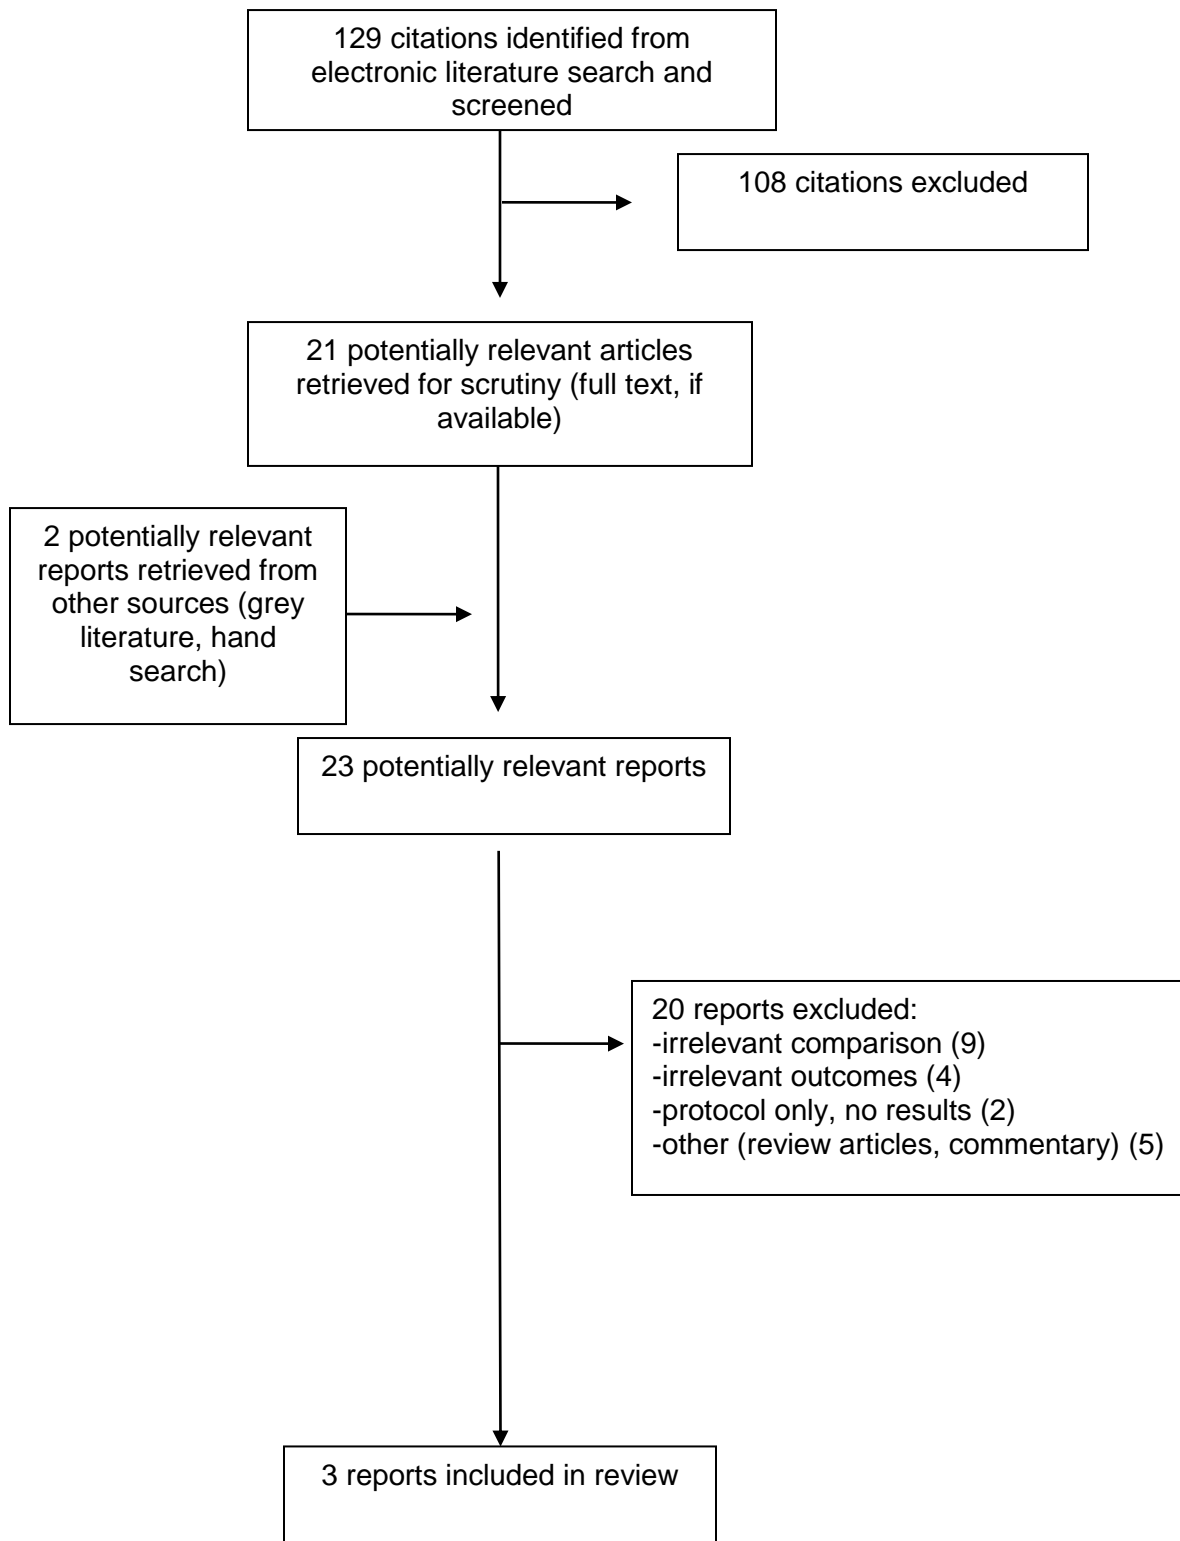 129 citations identified from
electronic literature search and
screened
108 citations excluded
21 potentially relevant articles
retrieved for scrutiny (full text, if
available)
2 potentially relevant
reports retrieved from
other sources (grey
literature, hand
search)
23 potentially relevant reports
20 reports excluded:
-irrelevant comparison (9)
-irrelevant outcomes (4)
-protocol only, no results (2)
-other (review articles, commentary) (5)
3 reports included in review